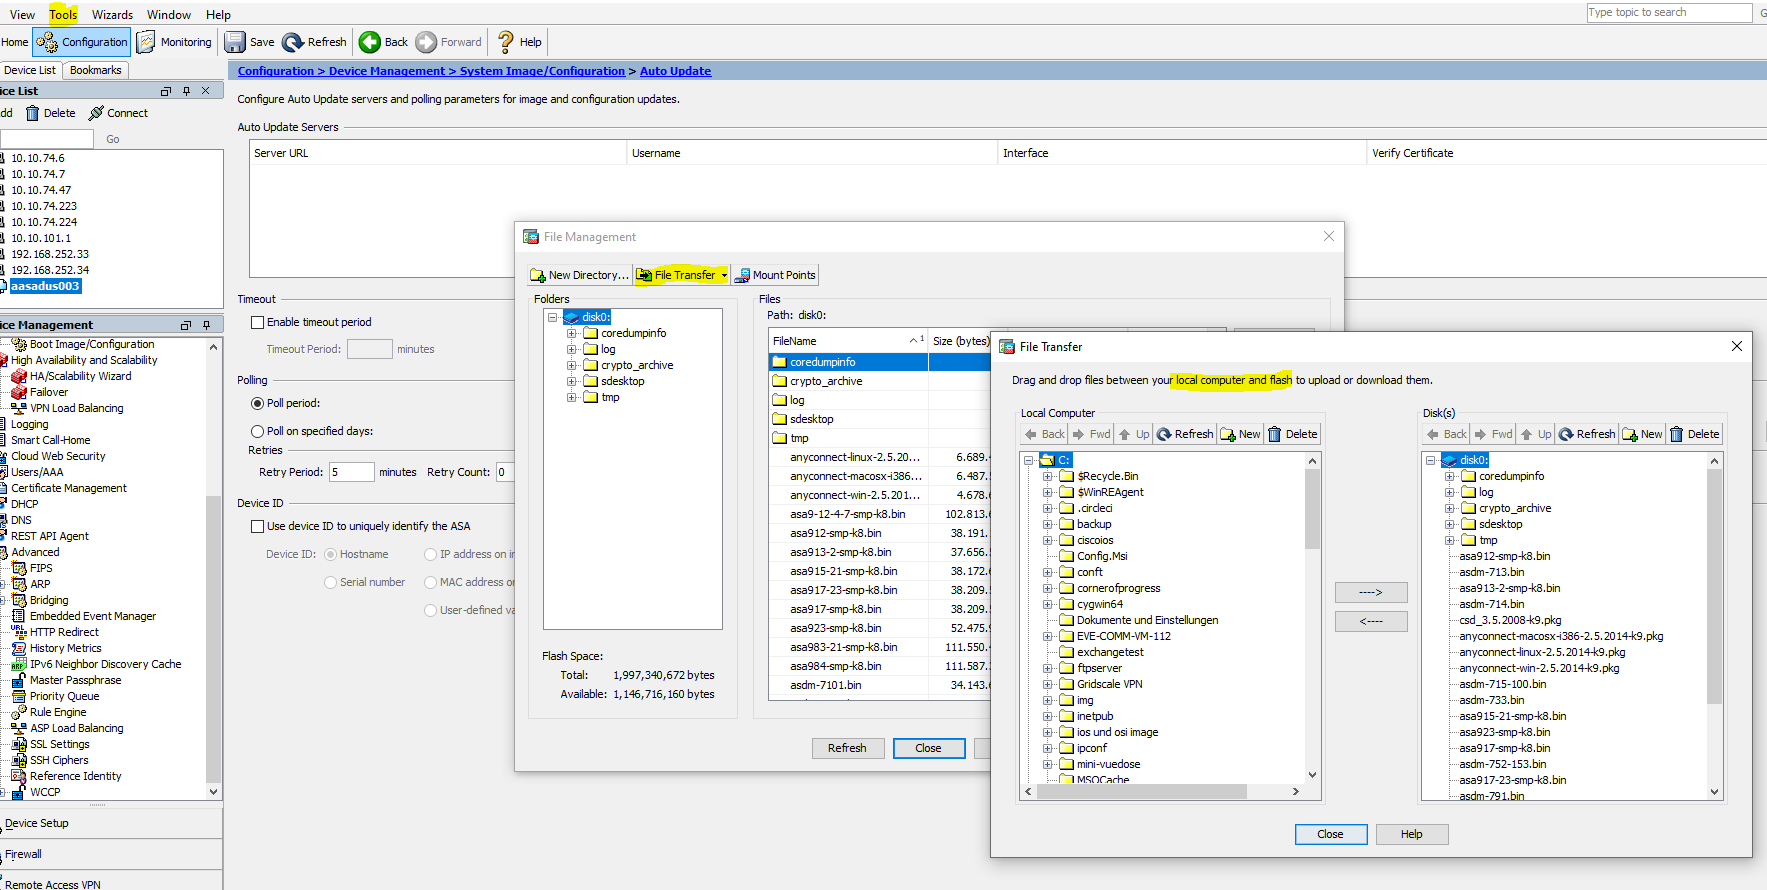 View Tools Wizards Window Help
Type topic to search
Home Configuration Monitoring Save Refresh Back Forward Help
Device List Bookmarks
Configuration > Device Management > System Image/Configuration > Auto Update
ice List
dd Delete Connect
Go
10.10.74.6
10.10.74.7
10.10.74.47
10.10.74.223
10.10.74.224
10.10.101.1
192.168.252.33
192.168.252.34
aasadus003
ice Management
Boot Image/Configuration
High Availability and Scalability
HA/Scalability Wizard
Failover
VPN Load Balancing
Logging
Smart Call-Home
Cloud Web Security
Users/AAA
Certificate Management
DHCP
DNS
REST API Agent
Advanced
FIPS
ARP
Bridging
Embedded Event Manager
URL HTTP Redirect
History Metrics
IPv6 Neighbor Discovery Cache
Master Passphrase
Priority Queue
Rule Engine
ASP Load Balancing
SSL Settings
SSH Ciphers
Reference Identity
WCCP
Device Setup
Firewall
Remote Access VPN
Configure Auto Update servers and polling parameters for image and configuration updates.
Auto Update Servers
Server URL Username Interface Verify Certificate
Timeout
Enable timeout period
Timeout Period: minutes
Polling
Poll period:
Poll on specified days:
Retries
Retry Period: 5 minutes Retry Count: 0
Device ID
Use device ID to uniquely identify the ASA
Device ID: Hostname IP address on in
Serial number MAC address or
User-defined va
File Management
New Directory... File Transfer Mount Points
Folders
disk0:
coredumpinfo
log
crypto_archive
sdesktop
tmp
Flash Space:
Total: 1,997,340,672 bytes
Available: 1,146,716,160 bytes
Files
Path: disk0:
FileName 1 Size (bytes)
coredumpinfo
crypto_archive
log
sdesktop
tmp
anyconnect-linux-2.5.20... 6.689.
anyconnect-macosx-i386... 6.487.
anyconnect-win-2.5.201... 4.678.
asa9-12-4-7-smp-k8.bin 102.813.
asa912-smp-k8.bin 38.191.
asa913-2-smp-k8.bin 37.656.
asa915-21-smp-k8.bin 38.172.
asa917-23-smp-k8.bin 38.209.
asa917-smp-k8.bin 38.209.
asa923-smp-k8.bin 52.475.
asa983-21-smp-k8.bin 111.550.
asa984-smp-k8.bin 111.587.
asdm-7101.bin 34.143.
Refresh Close
File Transfer
Drag and drop files between your local computer and flash to upload or download them.
Local Computer
Back Fwd Up Refresh New Delete
C:
$Recycle.Bin
$WinREAgent
.circleci
backup
ciscoios
Config.Msi
conft
cornerofprogress
cygwin64
Dokumente und Einstellungen
EVE-COMM-VM-112
exchangetest
ftpserver
Gridscale VPN
img
inetpub
ios und osi image
ipconf
mini-vuedose
MSOCache
---->
<----
Disk(s)
Back Fwd Up Refresh New Delete
disk0:
coredumpinfo
log
crypto_archive
sdesktop
tmp
asa912-smp-k8.bin
asdm-713.bin
asa913-2-smp-k8.bin
asdm-714.bin
csd_3.5.2008-k9.pkg
anyconnect-macosx-i386-2.5.2014-k9.pkg
anyconnect-linux-2.5.2014-k9.pkg
anyconnect-win-2.5.2014-k9.pkg
asdm-715-100.bin
asdm-733.bin
asa915-21-smp-k8.bin
asa923-smp-k8.bin
asa917-smp-k8.bin
asdm-752-153.bin
asa917-23-smp-k8.bin
asdm-791.bin
Close Help